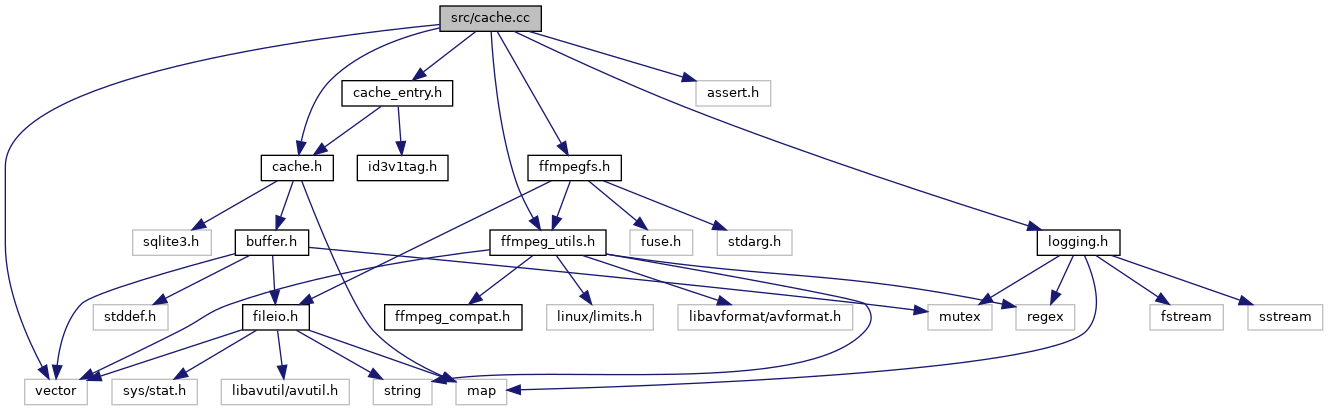 src/cache.cc
cache_entry.h
assert.h
cache.h
id3v1tag.h
ffmpegfs.h
sqlite3.h
buffer.h
ffmpeg_utils.h
fuse.h
stdarg.h
logging.h
stddef.h
fileio.h
ffmpeg_compat.h
linux/limits.h
libavformat/avformat.h
mutex
regex
fstream
sstream
vector
sys/stat.h
libavutil/avutil.h
string
map